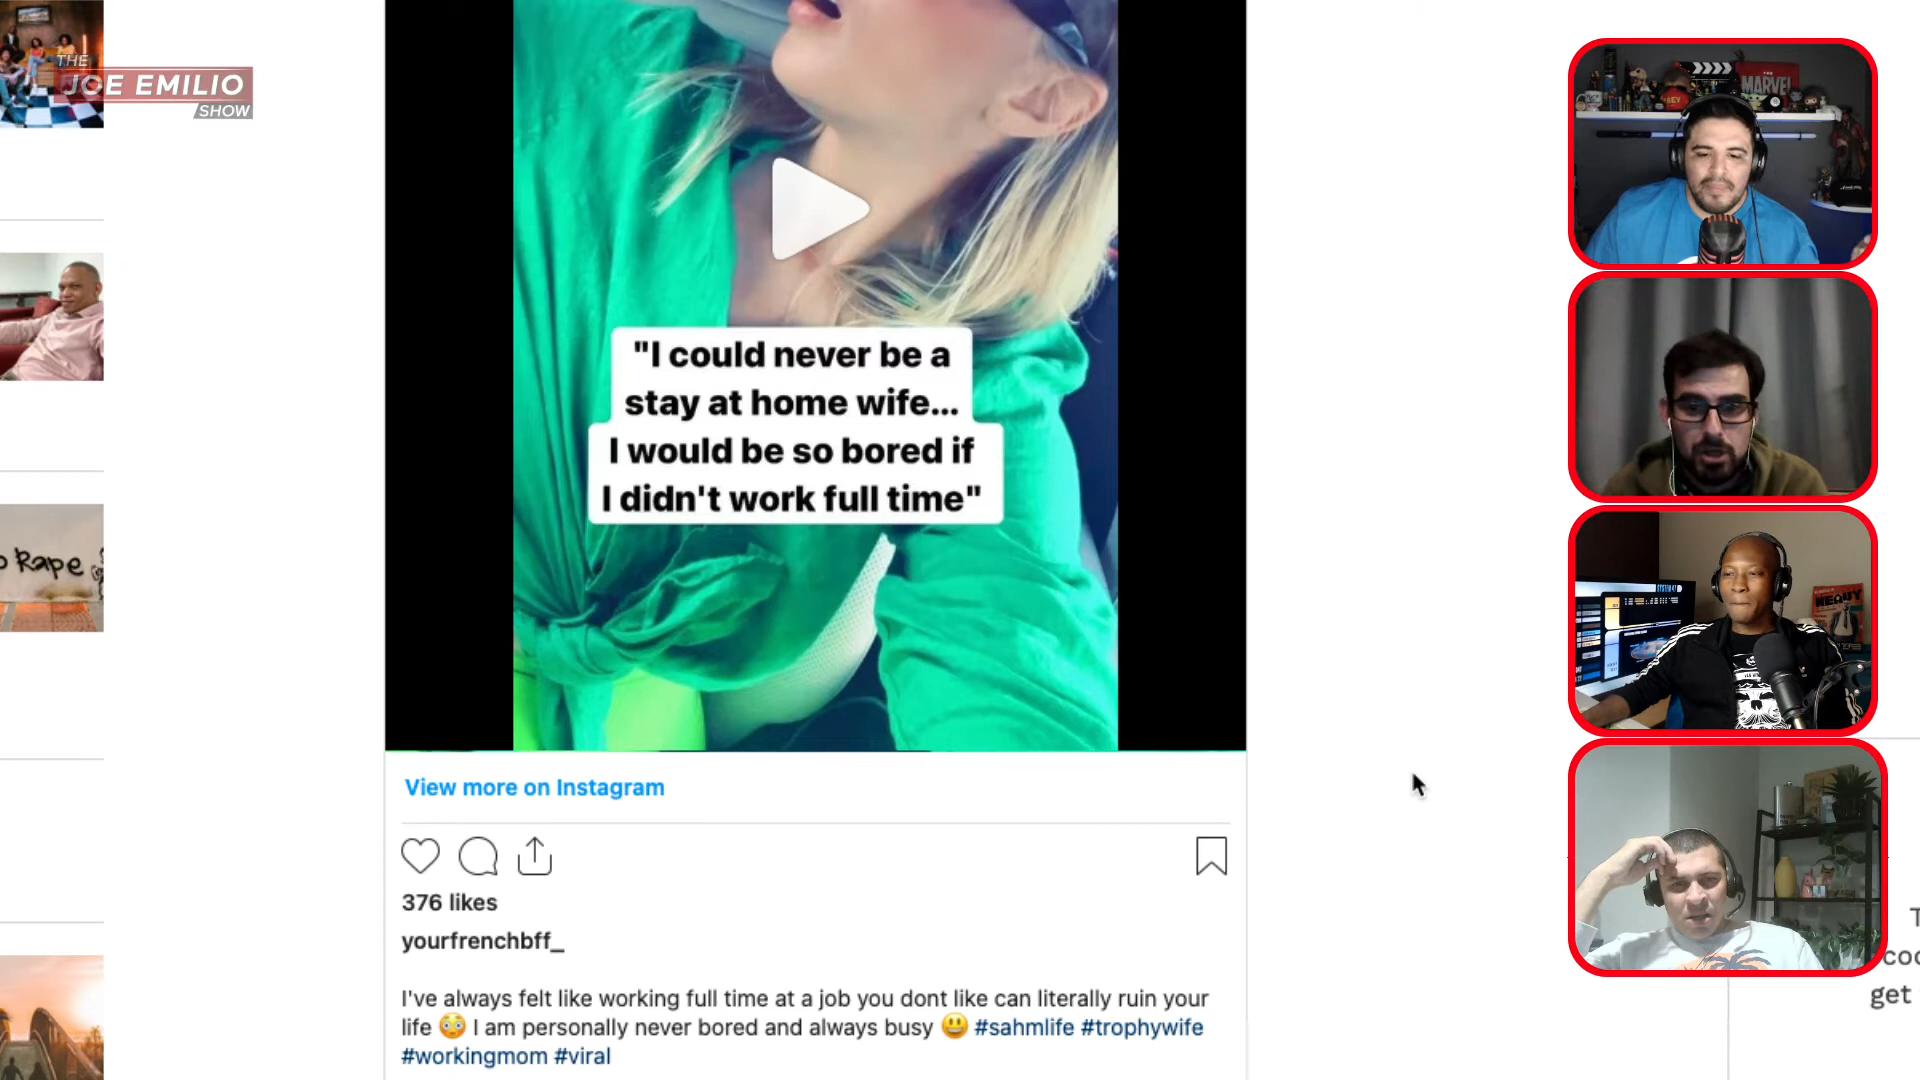 THE
JOE EMILIO
SHOW
Rape
"I could never be a
stay at home wife...
I would be so bored if
I didn't work full time"
View more on Instagram
376 likes
yourfrenchbff_
I've always felt like working full time at a job you dont like can literally ruin your
life 😳 I am personally never bored and always busy 😃 #sahmlife #trophywife
#workingmom #viral
MARVEL
get